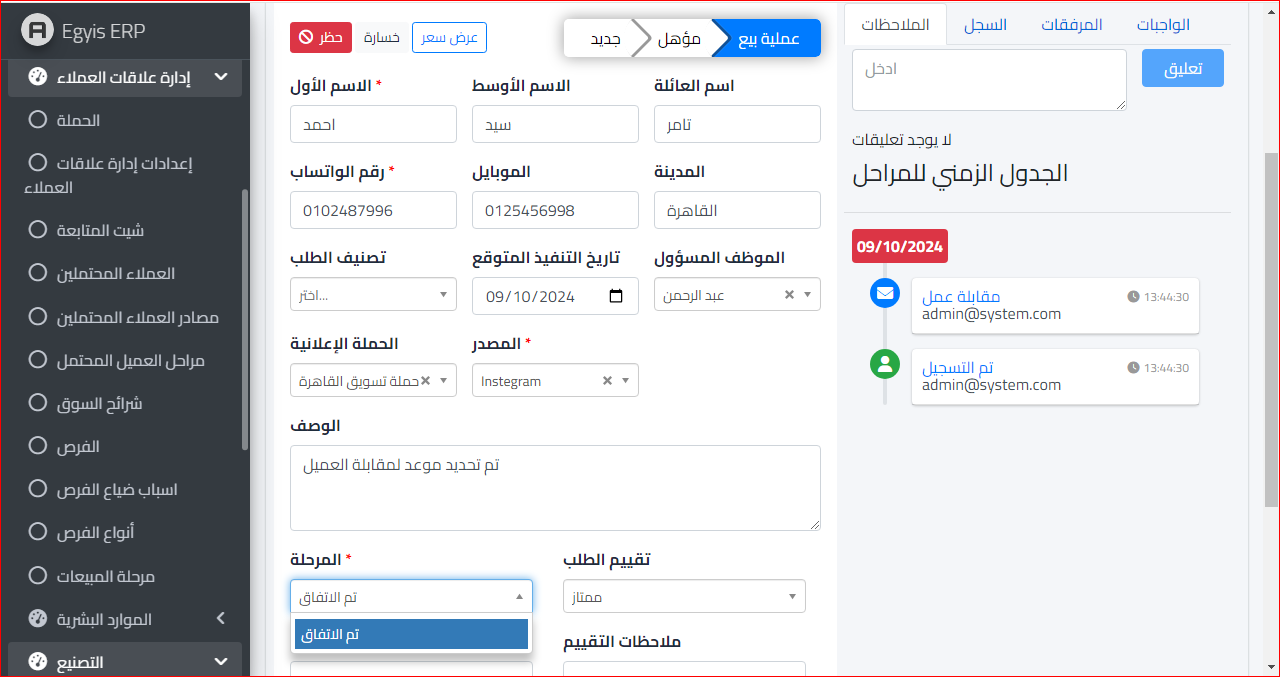 Egyis ERP
إدارة علاقات العملاء
الحملة
إعدادات إدارة علاقات
العملاء
شيت المتابعة
العملاء المحتملين
مصادر العملاء المحتملين
مراحل العميل المحتمل
شرائح السوق
الفرص
اسباب ضياع الفرص
أنواع الفرص
مرحلة المبيعات
الموارد البشرية
التصنيع
حظر
خسارة
عرض سعر
جديد
مؤهل
عملية بيع
الاسم الأول *
الاسم الأوسط
اسم العائلة
احمد
سيد
تامر
رقم الواتساب *
الموبايل
المدينة
0102487996
0125456998
القاهرة
تصنيف الطلب
تاريخ التنفيذ المتوقع
الموظف المسؤول
اختر...
09/10/2024
عبد الرحمن
الحملة الإعلانية
المصدر *
حملة تسويق القاهرة
Instegram
الوصف
تم تحديد موعد لمقابلة العميل
المرحلة *
تقييم الطلب
تم الاتفاق
ممتاز
تم الاتفاق
ملاحظات التقييم
الملاحظات
السجل
المرفقات
الواجبات
ادخل
تعليق
لا يوجد تعليقات
الجدول الزمني للمراحل
09/10/2024
مقابلة عمل
13:44:30
admin@system.com
تم التسجيل
13:44:30
admin@system.com